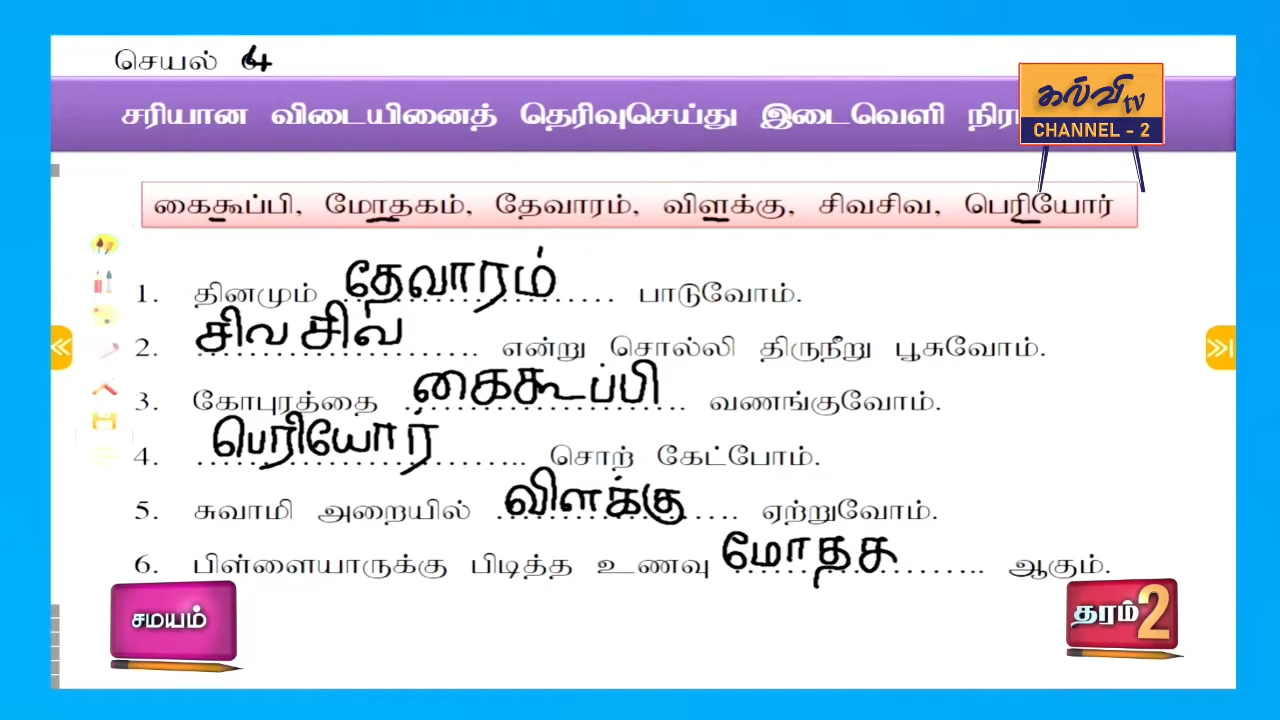 செயல் 4
சரியான விடையினைத் தெரிவுசெய்து இடைவெளி
கல்வி tv
CHANNEL - 2
கைகூப்பி, மோதகம், தேவாரம், விளக்கு, சிவசிவ, பெரியோர்
1. தினமும் தேவாரம் பாடுவோம்.
2. சிவ சிவ என்று சொல்லி திருநீறு பூசுவோம்.
3. கோபுரத்தை கைகூப்பி வணங்குவோம்.
4. பெரியோர் சொற் கேட்போம்.
5. சுவாமி அறையில் விளக்கு ஏற்றுவோம்.
6. பிள்ளையாருக்கு பிடித்த உணவு மோதக ஆகும்.
சமயம்
தரம் 2